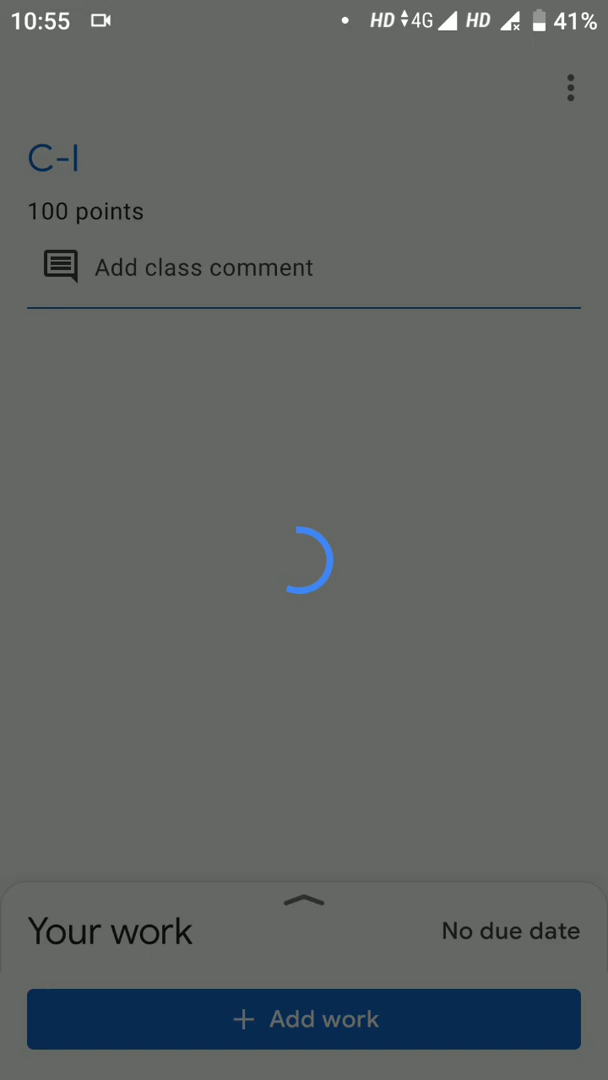 10:55 HD 4G HD 41%
C-I
100 points
Add class comment
Your work No due date
+ Add work